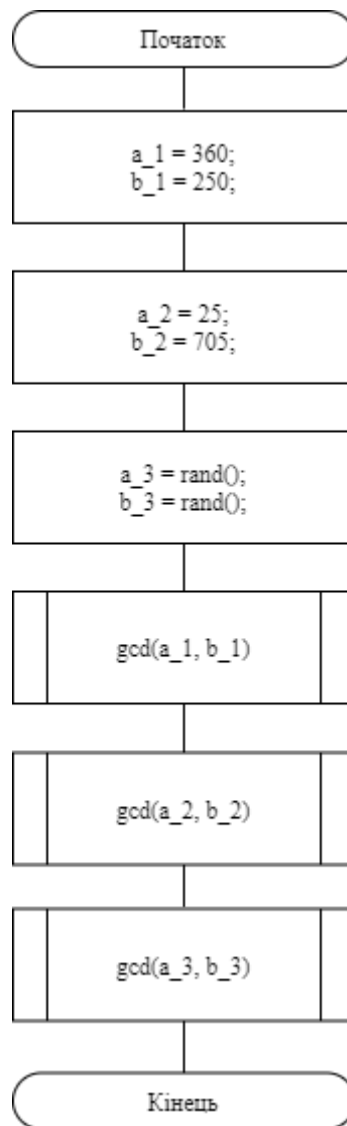 Початок
a_1 = 360;
b_1 = 250;
a_2 = 25;
b_2 = 705;
a_3 = rand();
b_3 = rand();
gcd(a_1, b_1)
gcd(a_2, b_2)
gcd(a_3, b_3)
Кінець